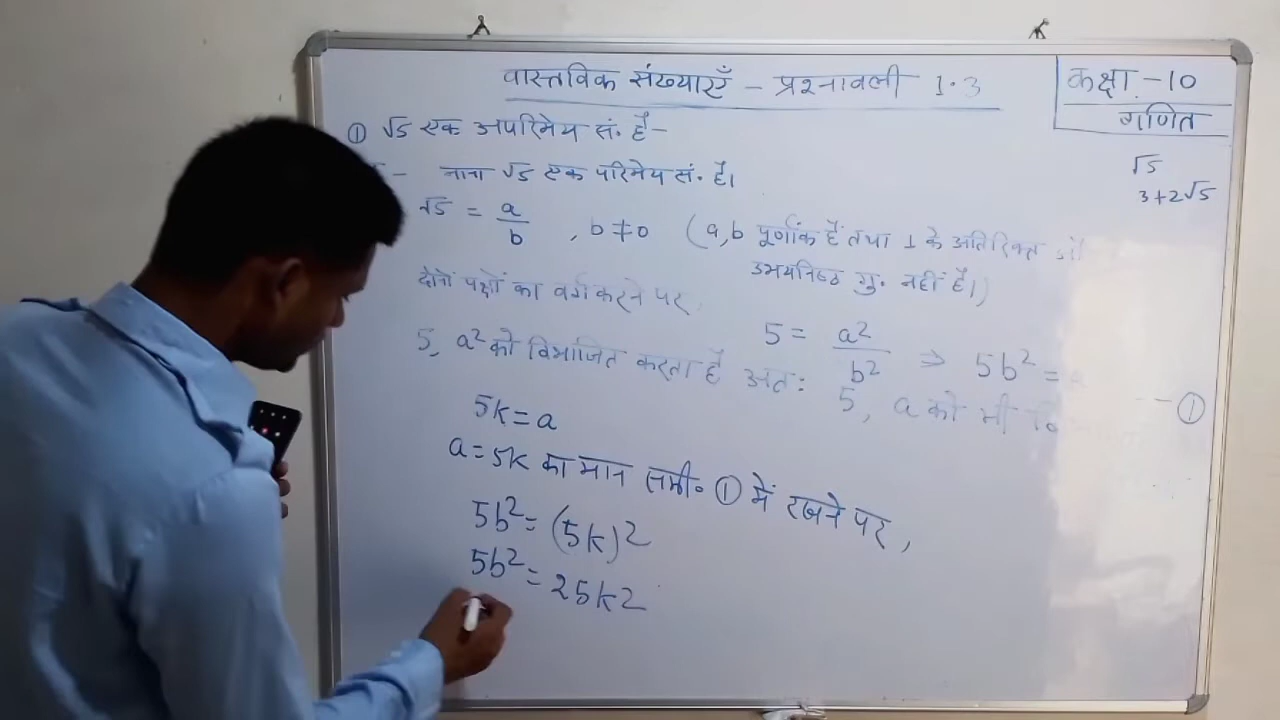 वास्तविक संख्याएँ - प्रश्नावली 1.3
कक्षा - 10
गणित
① √5 एक अपरिमेय सं. है -
√5
3+2√5
माना √5 एक परिमेय सं. है।
√5 = a/b , b ≠ 0 (a,b पूर्णांक हैं तथा 1 के अतिरिक्त
उभयनिष्ठ गु. नहीं है।)
दोनों पक्षों का वर्ग करने पर,
5 = a²/b² ⇒ 5b² =
5, a² को विभाजित करता है अतः 5, a को भी
- ①
5k = a
a = 5k का मान समी. ① में रखने पर,
5b² = (5k)²
5b² = 25k2